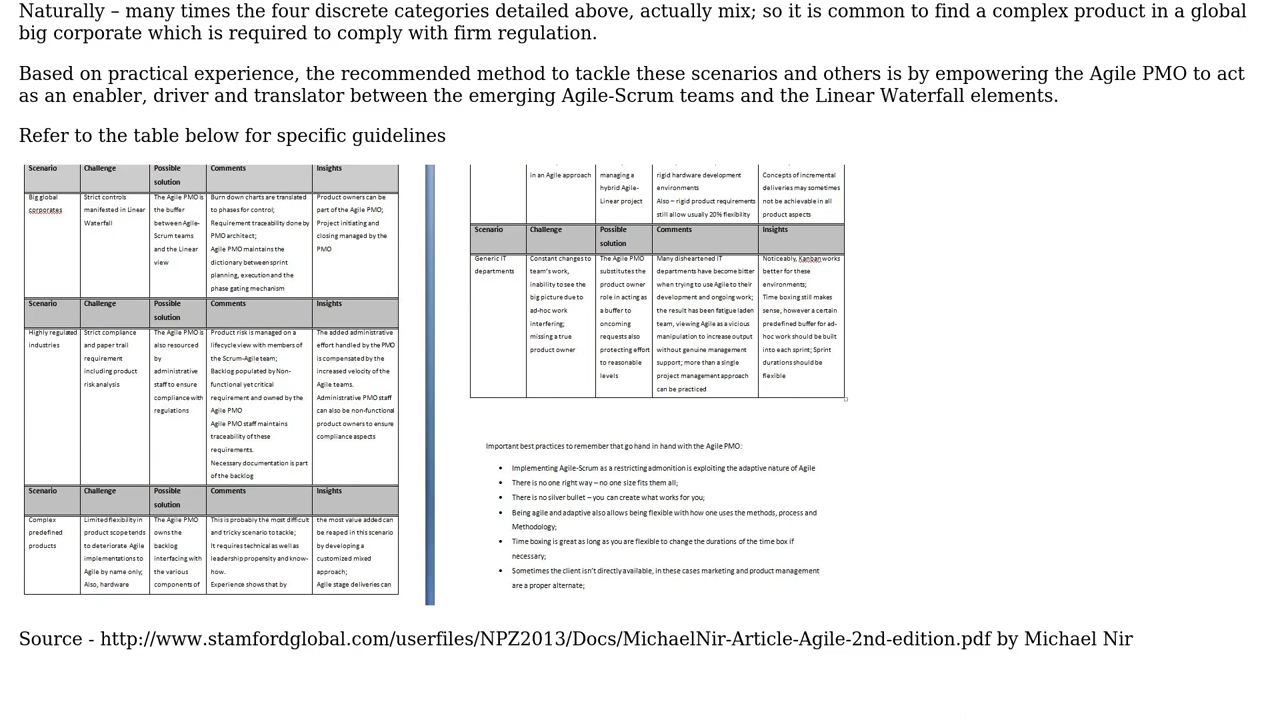 Naturally – many times the four discrete categories detailed above, actually mix; so it is common to find a complex product in a global
big corporate which is required to comply with firm regulation.
Based on practical experience, the recommended method to tackle these scenarios and others is by empowering the Agile PMO to act
as an enabler, driver and translator between the emerging Agile-Scrum teams and the Linear Waterfall elements.
Refer to the table below for specific guidelines
Scenario
Challenge
Possible
solution
Comments
Insights
Big global
corporates
Strict controls
manifested in Linear
Waterfall
The Agile PMO is
the buffer
between Agile-
Scrum teams
and the Linear
view
Burn down charts are translated
to phases for control;
Requirement traceability done by
PMO architect;
Agile PMO maintains the
dictionary between sprint
planning, execution and the
phase gating mechanism
Product owners can be
part of the Agile PMO;
Project initiating and
closing managed by the
PMO
Scenario
Challenge
Possible
solution
Comments
Insights
Highly regulated
industries
Strict compliance
and paper trail
requirement
including product
risk analysis
The Agile PMO is
also resourced
by
administrative
staff to ensure
compliance with
regulations
Product risk is managed on a
lifecycle view with members of
the Scrum-Agile team;
Backlog populated by Non-
functional yet critical
requirement and owned by the
Agile PMO
Agile PMO staff maintains
traceability of these
requirements.
Necessary documentation is part
of the backlog
The added administrative
effort handled by the PMO
is compensated by the
increased velocity of the
Agile teams.
Administrative PMO staff
can also be non-functional
product owners to ensure
compliance aspects
Scenario
Challenge
Possible
solution
Comments
Insights
Complex
predefined
products
Limited flexibility in
product scope tends
to deteriorate Agile
implementations to
Agile by name only;
Also, hardware
The Agile PMO
owns the
backlog
interfacing with
the various
components of
This is probably the most difficult
and tricky scenario to tackle;
It requires technical as well as
leadership propensity and know-
how.
Experience shows that by
the most value added can
be reaped in this scenario
by developing a
customized mixed
approach;
Agile stage deliveries can
in an Agile approach
managing a
hybrid Agile-
Linear project
rigid hardware development
environments
Also – rigid product requirements
still allow usually 20% flexibility
Concepts of incremental
deliveries may sometimes
not be achievable in all
product aspects
Scenario
Challenge
Possible
solution
Comments
Insights
Generic IT
departments
Constant changes to
team's work,
inability to see the
big picture due to
ad-hoc work
interfering;
missing a true
product owner
The Agile PMO
substitutes the
product owner
role in acting as
a buffer to
oncoming
requests also
protecting effort
to reasonable
levels
Many disheartened IT
departments have become bitter
when trying to use Agile to their
development and ongoing work;
the result has been fatigue laden
team, viewing Agile as a vicious
manipulation to increase output
without genuine management
support; more than a single
project management approach
can be practiced
Noticeably, Kanban works
better for these
environments;
Time boxing still makes
sense, however a certain
predefined buffer for ad-
hoc work should be built
into each sprint; Sprint
durations should be
flexible
Important best practices to remember that go hand in hand with the Agile PMO:
• Implementing Agile-Scrum as a restricting admonition is exploiting the adaptive nature of Agile
• There is no one right way – no one size fits them all;
• There is no silver bullet – you can create what works for you;
• Being agile and adaptive also allows being flexible with how one uses the methods, process and
Methodology;
• Time boxing is great as long as you are flexible to change the durations of the time box if
necessary;
• Sometimes the client isn't directly available, in these cases marketing and product management
are a proper alternate;
Source - http://www.stamfordglobal.com/userfiles/NPZ2013/Docs/MichaelNir-Article-Agile-2nd-edition.pdf by Michael Nir